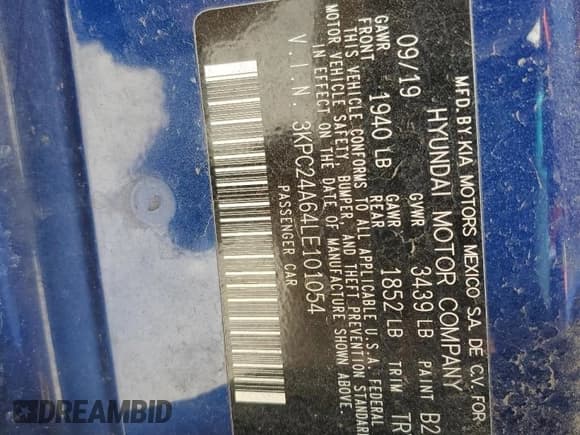 MFD. BY: KIA MOTORS MEXICO S.A. DE C.V. FOR
HYUNDAI MOTOR COMPANY
09/19 GVWR 3439 LB PAINT
GAWR FRONT 1940 LB GAWR REAR 1852 LB TRIM
THIS VEHICLE CONFORMS TO ALL APPLICABLE U.S.A. FEDERAL
MOTOR VEHICLE SAFETY, BUMPER, AND THEFT PREVENTION STANDARD
IN EFFECT ON THE DATE OF MANUFACTURE SHOWN ABOVE.
V.I.N. 3KPC24A64LE101054
PASSENGER CAR
DREAMBID